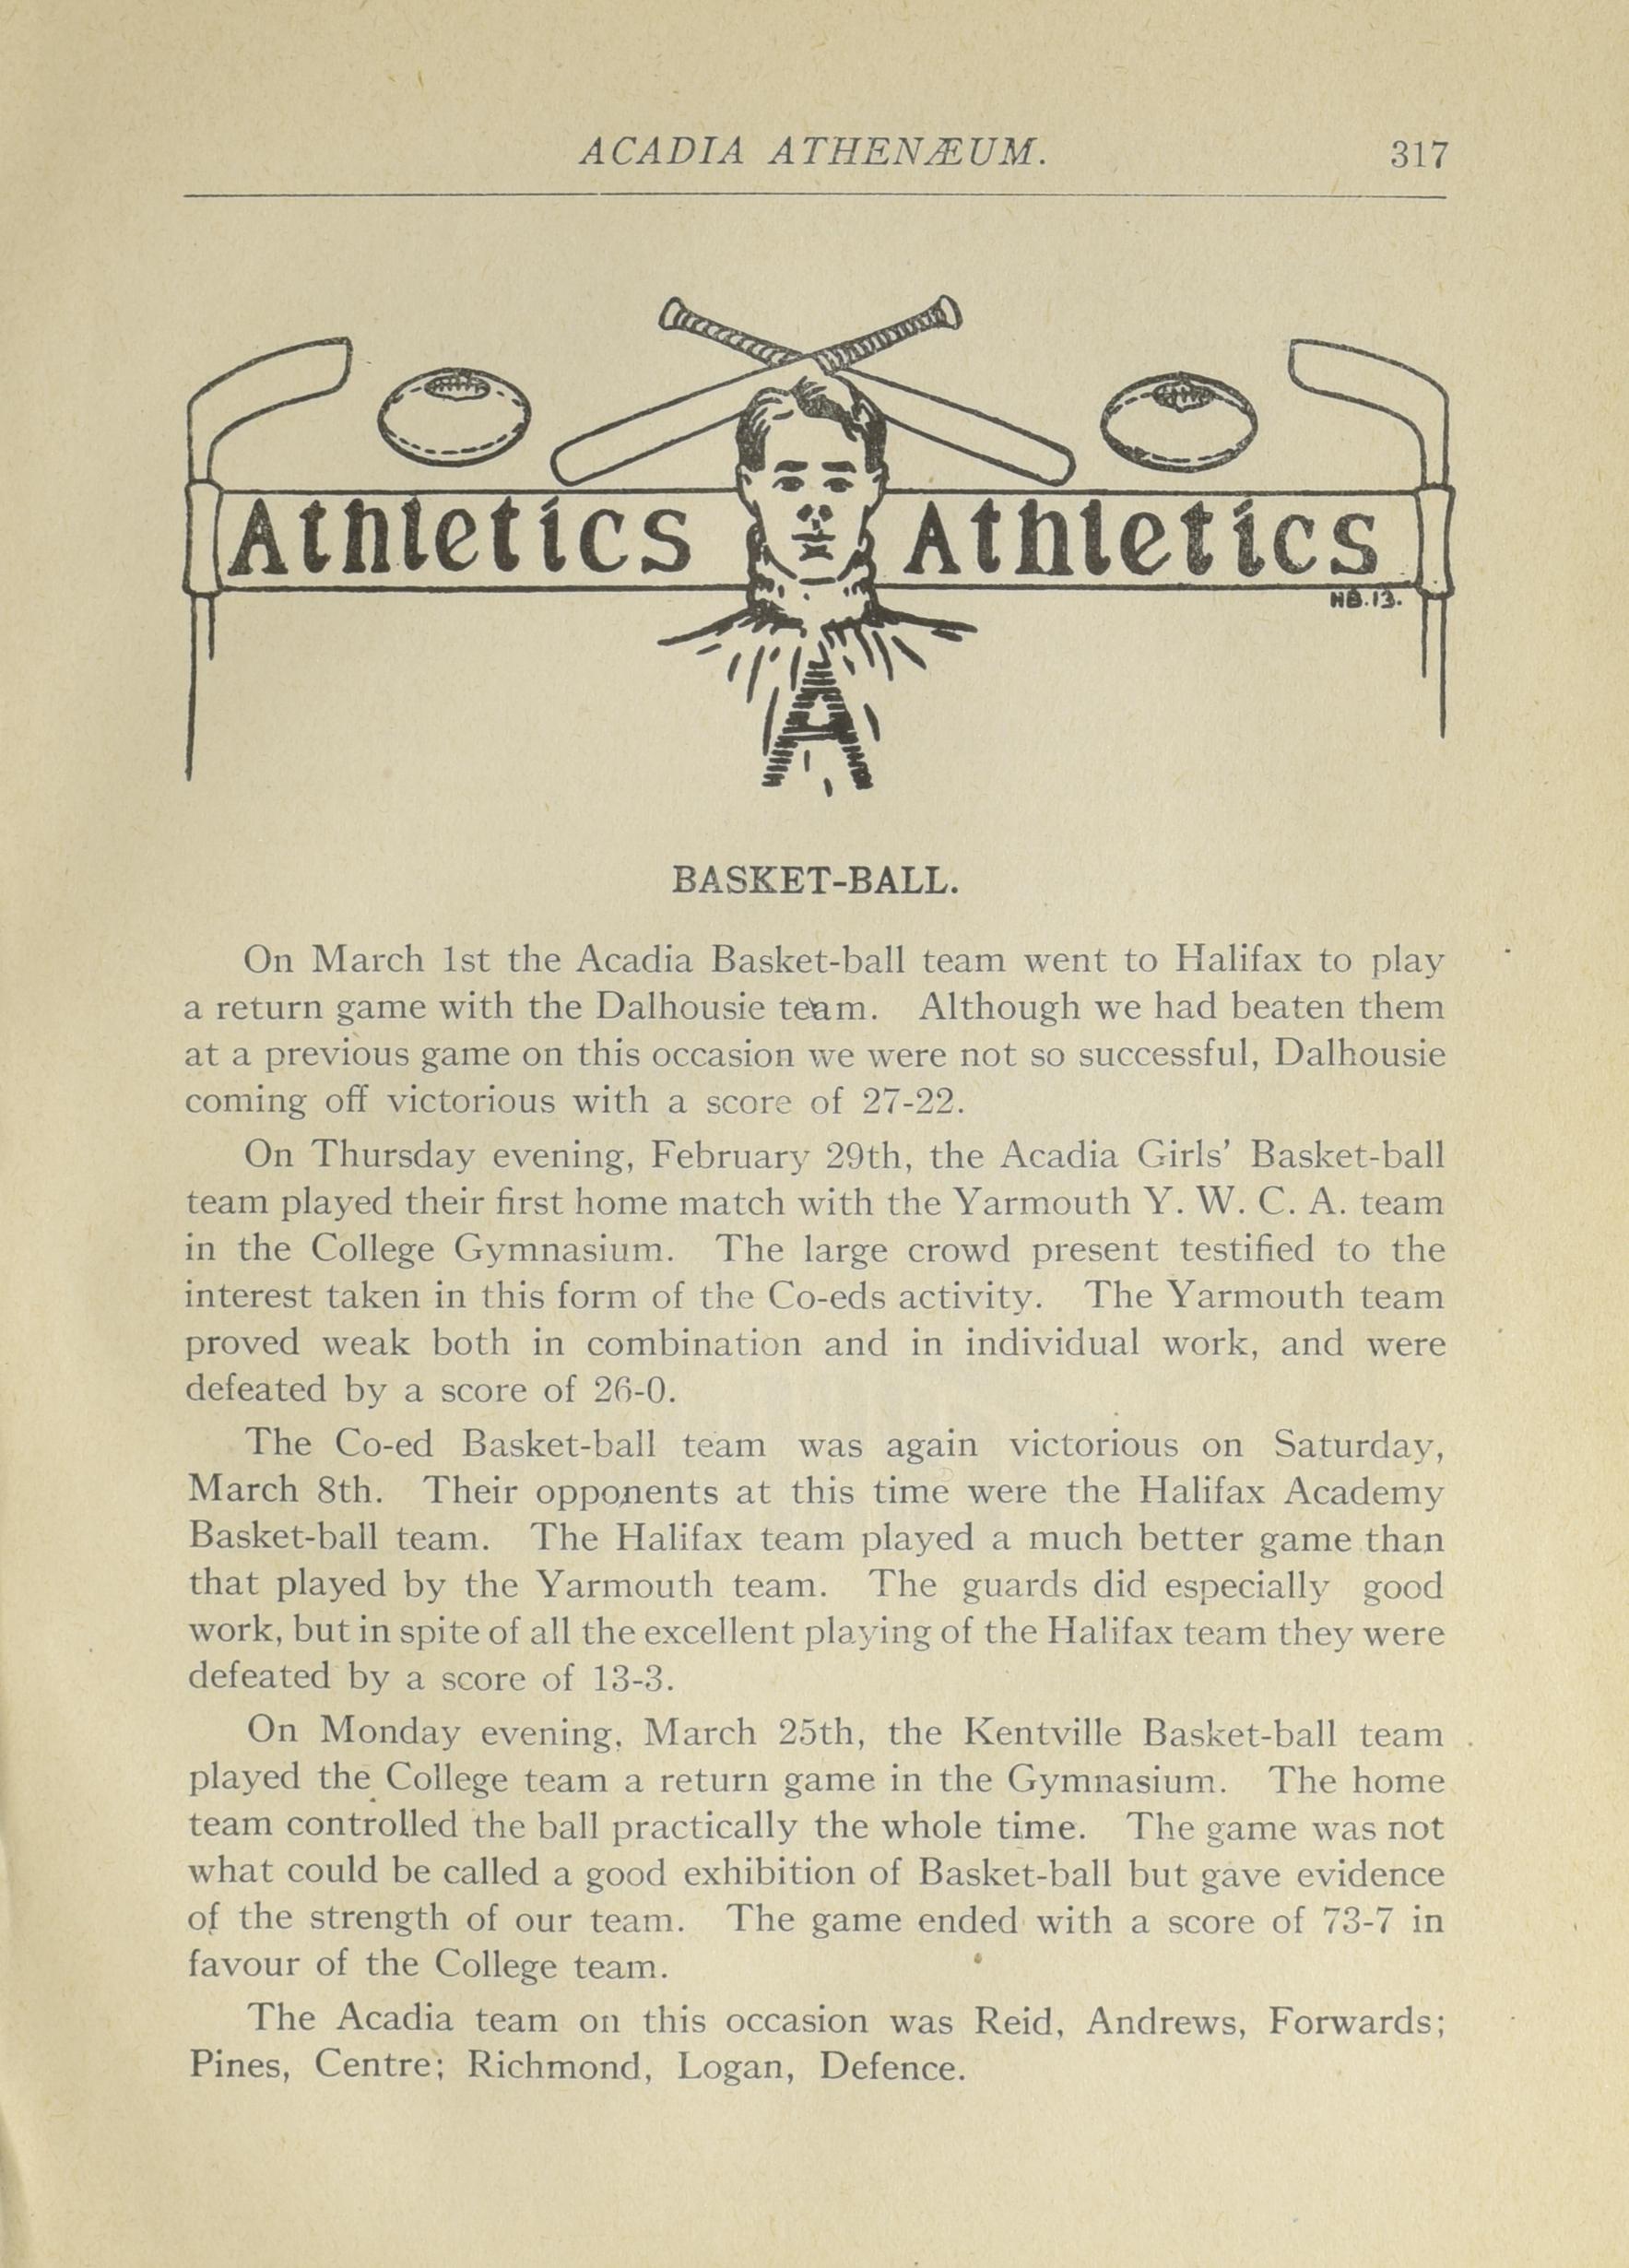 ACADIA ATHENÆUM. 317
Athletics Athletics
HB.13.
A
BASKET-BALL.
On March 1st the Acadia Basket-ball team went to Halifax to play
a return game with the Dalhousie team. Although we had beaten them
at a previous game on this occasion we were not so successful, Dalhousie
coming off victorious with a score of 27-22.
On Thursday evening, February 29th, the Acadia Girls' Basket-ball
team played their first home match with the Yarmouth Y. W. C. A. team
in the College Gymnasium. The large crowd present testified to the
interest taken in this form of the Co-eds activity. The Yarmouth team
proved weak both in combination and in individual work, and were
defeated by a score of 26-0.
The Co-ed Basket-ball team was again victorious on Saturday,
March 8th. Their opponents at this time were the Halifax Academy
Basket-ball team. The Halifax team played a much better game than
that played by the Yarmouth team. The guards did especially good
work, but in spite of all the excellent playing of the Halifax team they were
defeated by a score of 13-3.
On Monday evening, March 25th, the Kentville Basket-ball team
played the College team a return game in the Gymnasium. The home
team controlled the ball practically the whole time. The game was not
what could be called a good exhibition of Basket-ball but gave evidence
of the strength of our team. The game ended with a score of 73-7 in
favour of the College team.
The Acadia team on this occasion was Reid, Andrews, Forwards;
Pines, Centre; Richmond, Logan, Defence.